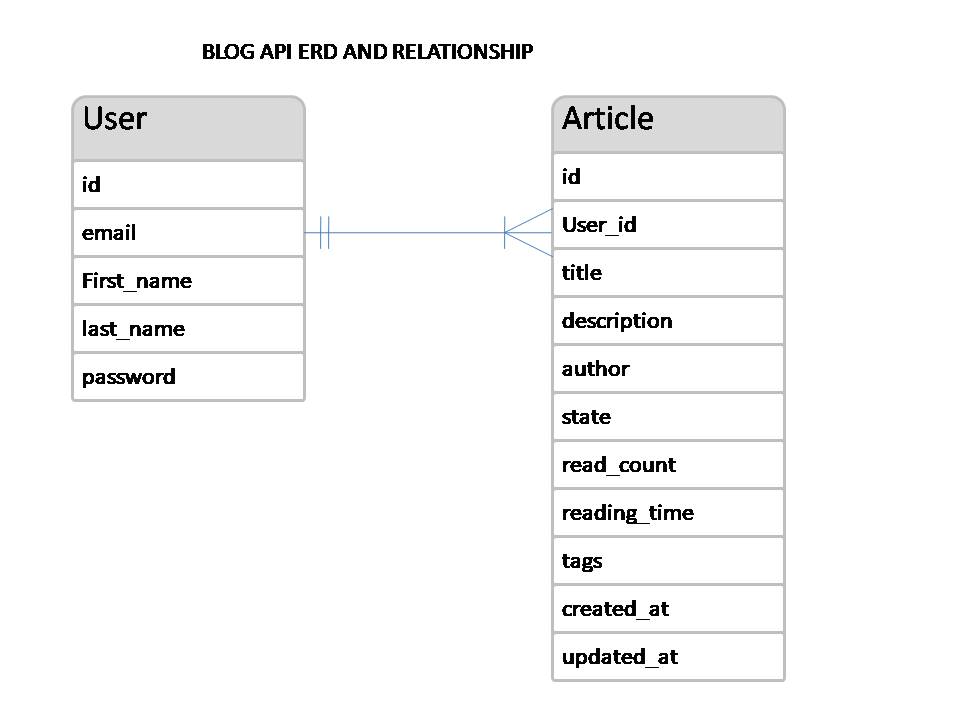 BLOG API ERD AND RELATIONSHIP
User
id
email
First_name
last_name
password
Article
id
User_id
title
description
author
state
read_count
reading_time
tags
created_at
updated_at